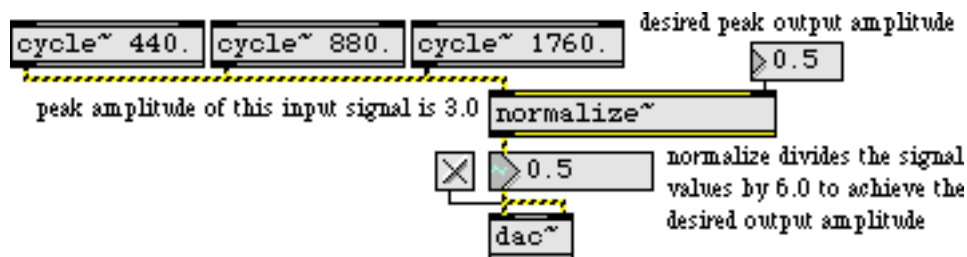 desired peak output amplitude
cycle~ 440. cycle~ 880. cycle~ 1760.
0.5
peak amplitude of this input signal is 3.0
normalize~
0.5
normalize divides the signal
values by 6.0 to achieve the
desired output amplitude
dac~